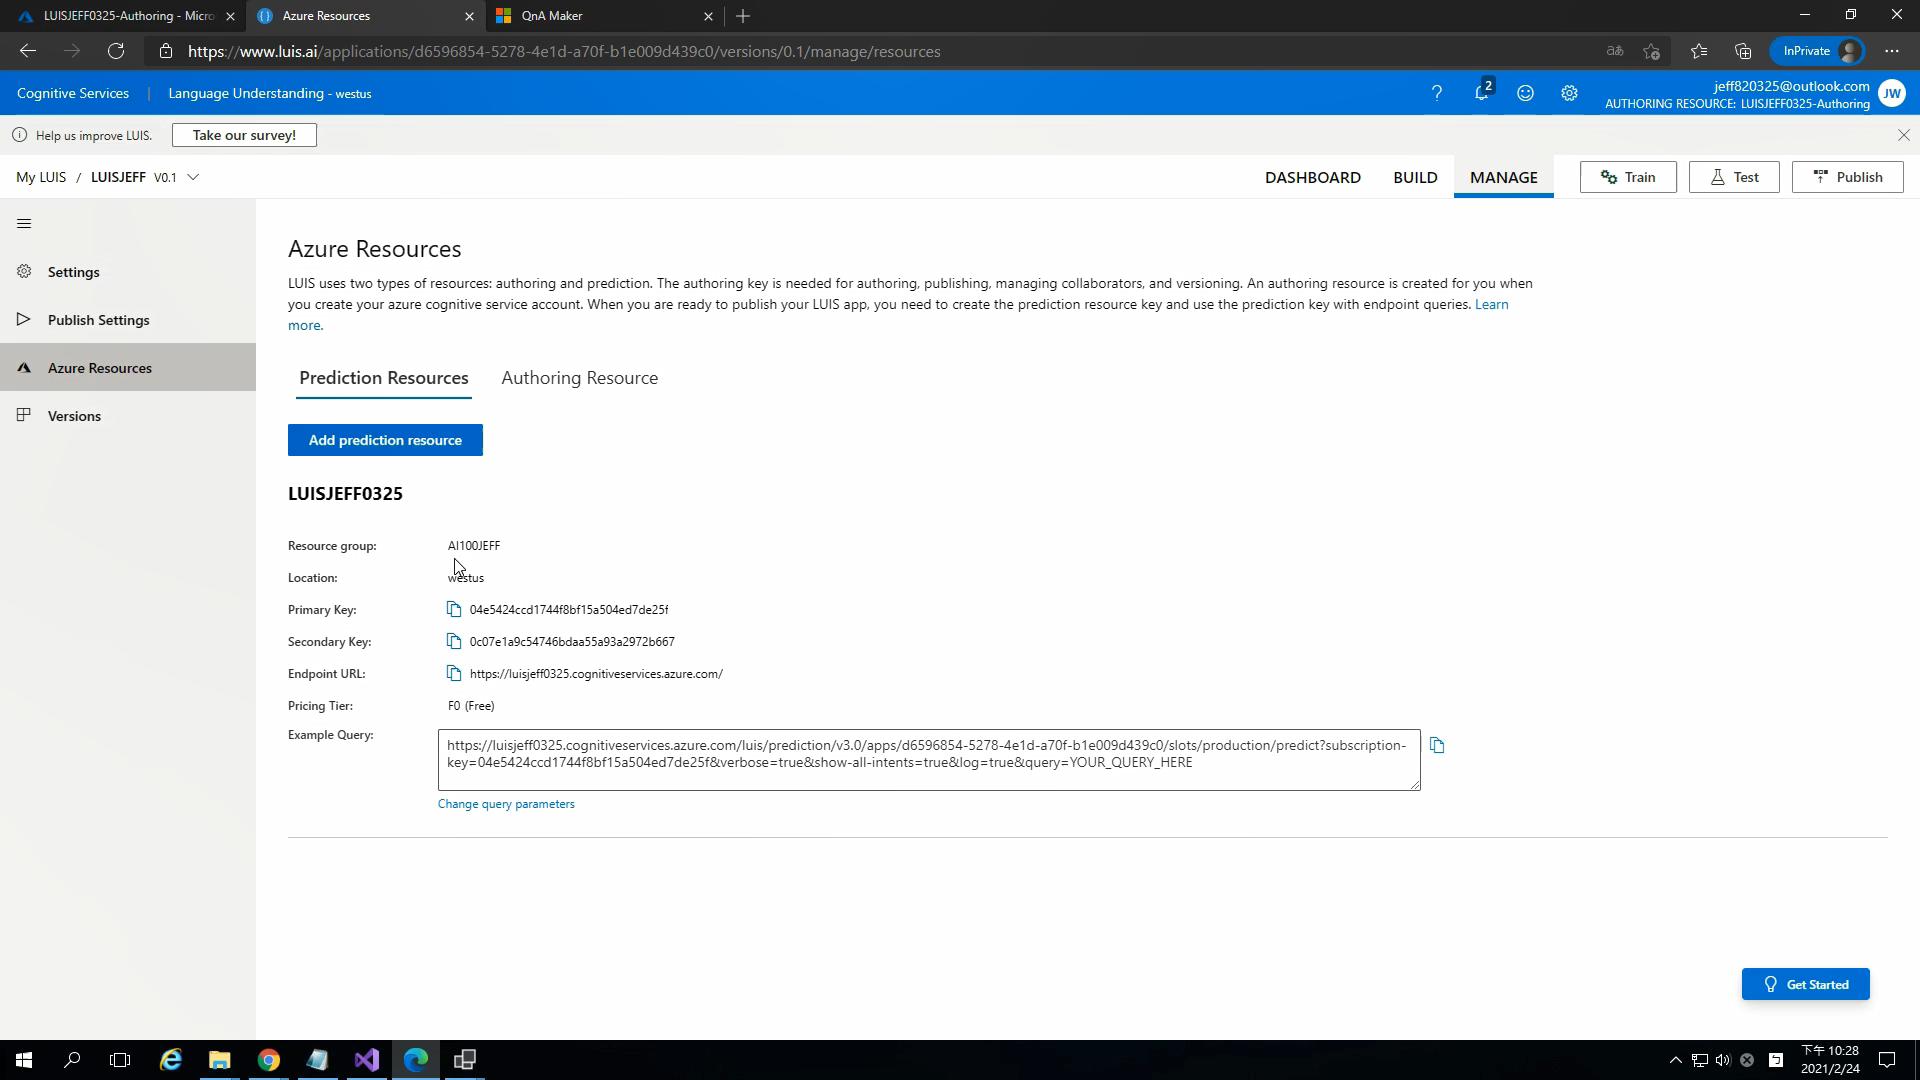 LUISJEFF0325-Authoring - Micro
Azure Resources
QnA Maker
https://www.luis.ai/applications/d6596854-5278-4e1d-a70f-b1e009d439c0/versions/0.1/manage/resources
InPrivate
Cognitive Services | Language Understanding - westus
2
jeff820325@outlook.com
AUTHORING RESOURCE: LUISJEFF0325-Authoring
JW
Help us improve LUIS.
Take our survey!
My LUIS / LUISJEFF V0.1
DASHBOARD
BUILD
MANAGE
Train
Test
Publish
Settings
Publish Settings
Azure Resources
Versions
Azure Resources
LUIS uses two types of resources: authoring and prediction. The authoring key is needed for authoring, publishing, managing collaborators, and versioning. An authoring resource is created for you when
you create your azure cognitive service account. When you are ready to publish your LUIS app, you need to create the prediction resource key and use the prediction key with endpoint queries. Learn
more.
Prediction Resources
Authoring Resource
Add prediction resource
LUISJEFF0325
Resource group: AI100JEFF
Location: westus
Primary Key: 04e5424ccd1744f8bf15a504ed7de25f
Secondary Key: 0c07e1a9c54746bdaa55a93a2972b667
Endpoint URL: https://luisjeff0325.cognitiveservices.azure.com/
Pricing Tier: F0 (Free)
Example Query:
https://luisjeff0325.cognitiveservices.azure.com/luis/prediction/v3.0/apps/d6596854-5278-4e1d-a70f-b1e009d439c0/slots/production/predict?subscription-
key=04e5424ccd1744f8bf15a504ed7de25f&verbose=true&show-all-intents=true&log=true&query=YOUR_QUERY_HERE
Change query parameters
Get Started
下午 10:28
2021/2/24